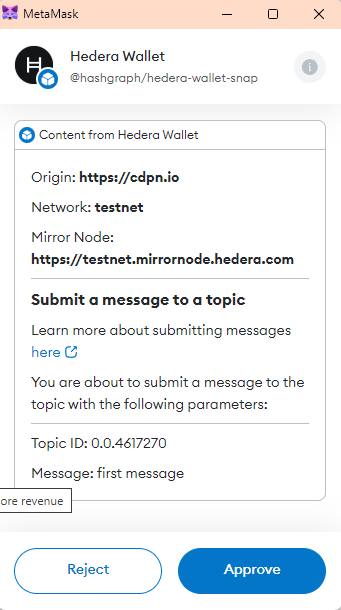 MetaMask
Hedera Wallet
@hashgraph/hedera-wallet-snap
Content from Hedera Wallet
Origin: https://cdpn.io
Network: testnet
Mirror Node:
https://testnet.mirrornode.hedera.com
Submit a message to a topic
Learn more about submitting messages
here
You are about to submit a message to the
topic with the following parameters:
Topic ID: 0.0.4617270
Message: first message
ore revenue
Reject
Approve